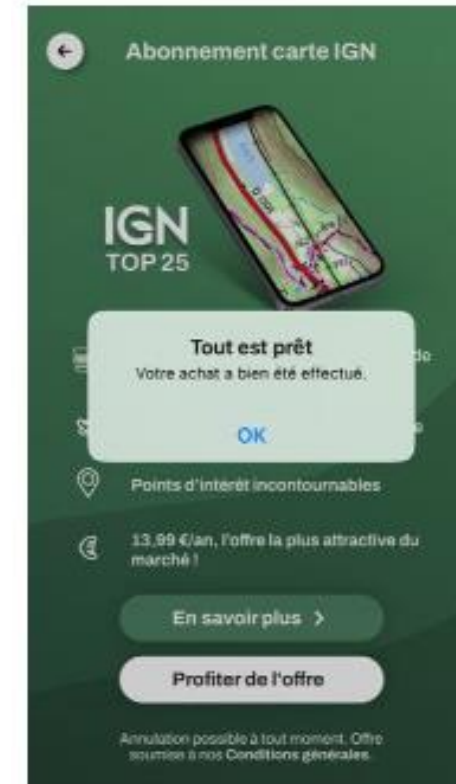 Abonnement carte IGN
IGN
TOP 25
Tout est prêt
Votre achat a bien été effectué.
de
OK
e
Points d'intérêt incontournables
13,99 €/an, l'offre la plus attractive du
marché !
En savoir plus >
Profiter de l'offre
Annulation possible à tout moment. Offre
soumise à nos Conditions générales.